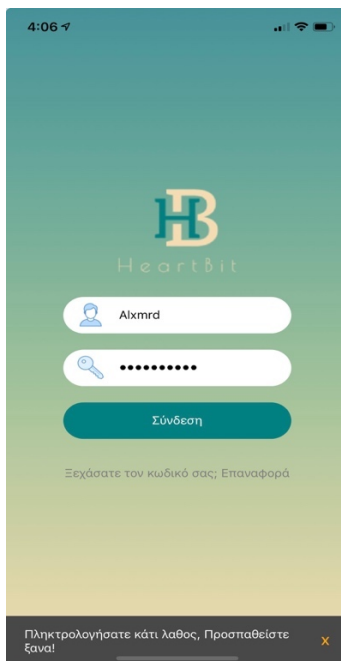 4:06
HB
HeartBit
Alxmrd
••••••••••
Σύνδεση
Ξεχάσατε τον κωδικό σας; Επαναφορά
Πληκτρολογήσατε κάτι λαθος, Προσπαθείστε
ξανα!
X